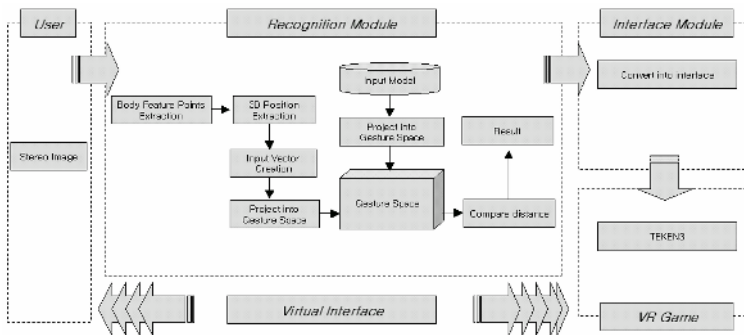 User
Recognition Module
Interface Module
Input Model
Convert into interface
Body Feature Points
Extraction
3D Position
Extraction
Project Into
Gesture Space
Result
Stereo Image
Input Vector
Creation
Project into
Gesture Space
Gesture Space
Compare distance
TEKEN3
Virtual Interface
VR Game